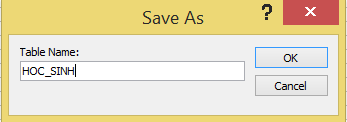 Save As
?
Table Name:
HOC_SINH
OK
Cancel